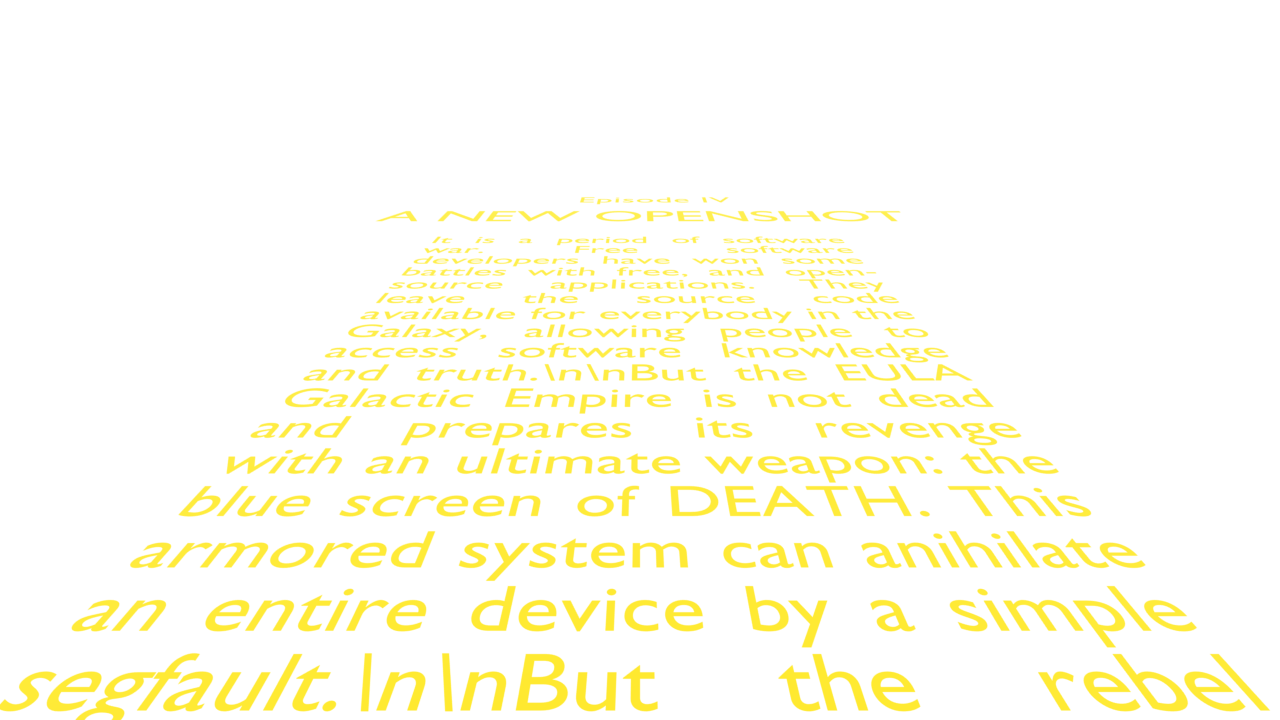 Episode IV
A NEW OPENSHOT
It is a period of software
war. Free software
developers have won some
battles with free, and open-
source applications. They
leave the source code
available for everybody in the
Galaxy, allowing people to
access software knowledge
and truth.\n\nBut the EULA
Galactic Empire is not dead
and prepares its revenge
with an ultimate weapon: the
blue screen of DEATH. This
armored system can anihilate
an entire device by a simple
segfault.\n\nBut the rebel